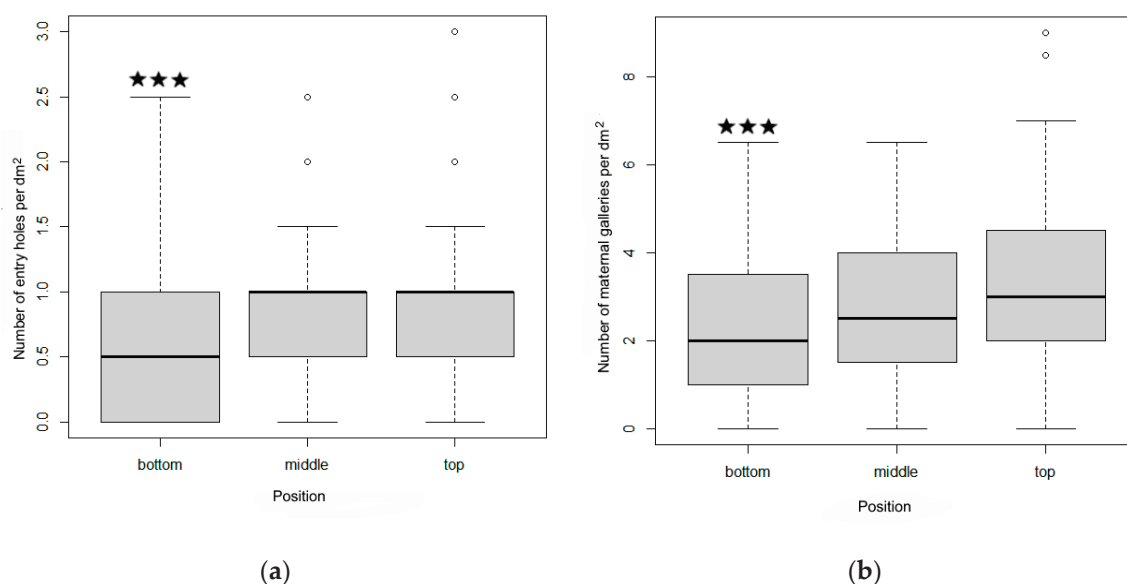 Number of entry holes per dm²
3.0
2.5
2.0
1.5
1.0
0.5
0.0
★★★
bottom middle top
Position
(a)
Number of maternal galleries per dm²
8
6
4
2
0
★★★
bottom middle top
Position
(b)